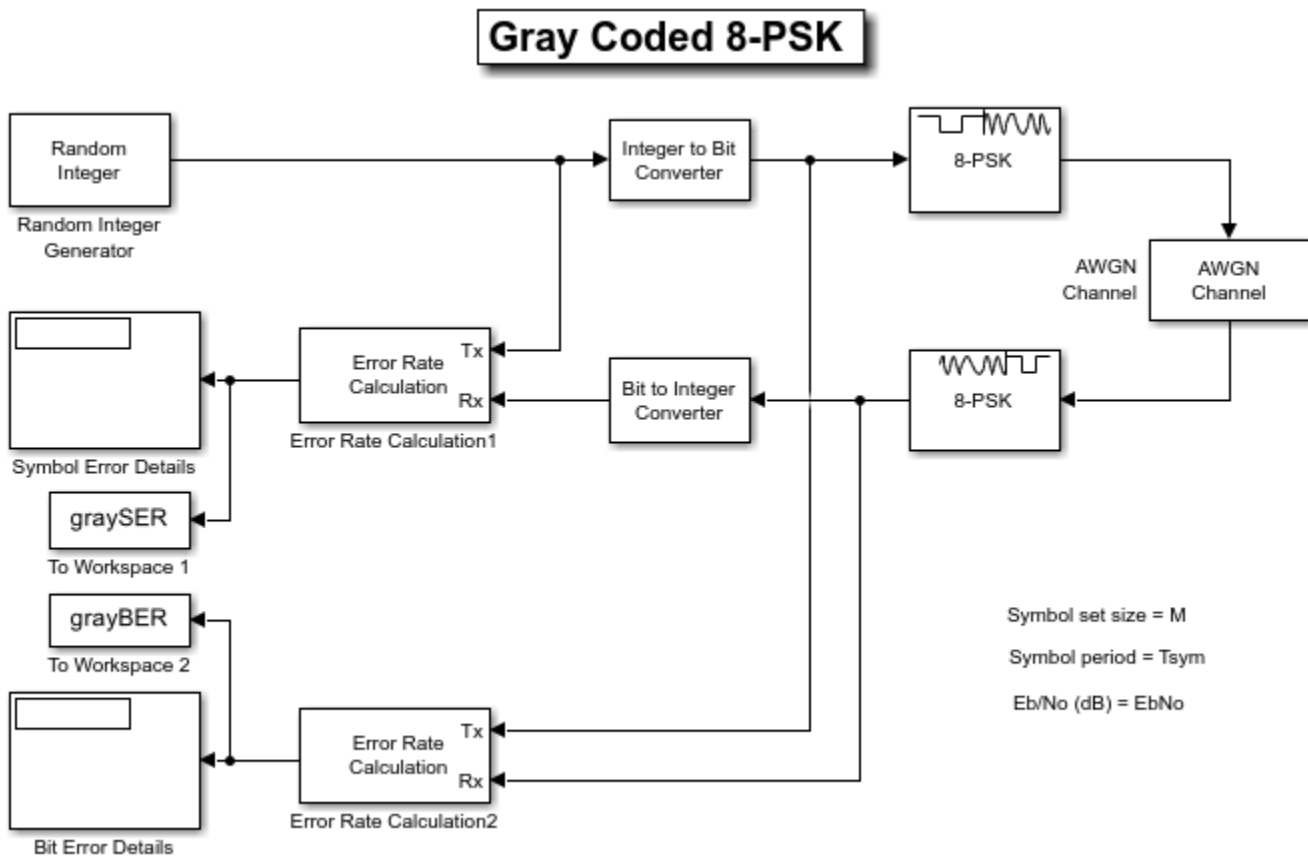 Gray Coded 8-PSK
Random
Integer
Random Integer
Generator
Integer to Bit
Converter
8-PSK
AWGN
Channel
AWGN
Channel
Symbol Error Details
Error Rate
Calculation
Tx
Rx
Error Rate Calculation1
Bit to Integer
Converter
8-PSK
graySER
To Workspace 1
grayBER
To Workspace 2
Symbol set size = M
Symbol period = Tsym
Eb/No (dB) = EbNo
Error Rate
Calculation
Tx
Rx
Error Rate Calculation2
Bit Error Details